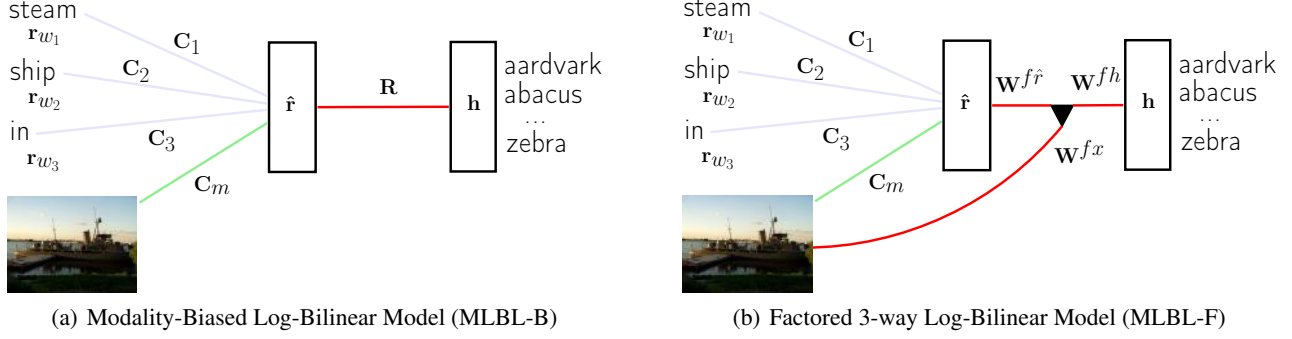 steam
r_{w_1}
C_1
ship
r_{w_2}
C_2
in
r_{w_3}
C_3
C_m
r̂
R
h
aardvark
abacus
...
zebra
(a) Modality-Biased Log-Bilinear Model (MLBL-B)
steam
r_{w_1}
C_1
ship
r_{w_2}
C_2
in
r_{w_3}
C_3
C_m
r̂
W^{f r̂}
W^{fh}
W^{fx}
h
aardvark
abacus
...
zebra
(b) Factored 3-way Log-Bilinear Model (MLBL-F)